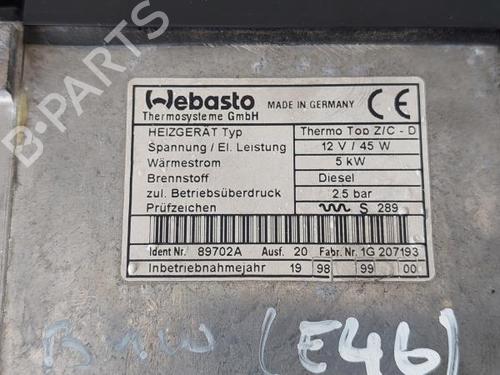 Webasto MADE IN GERMANY CE
Thermosysteme GmbH
HEIZGERÄT Typ Thermo Top Z/C - D
Spannung / El. Leistung 12 V / 45 W
Wärmestrom 5 kW
Brennstoff Diesel
zul. Betriebsüberdruck 2.5 bar
Prüfzeichen S 289
Ident Nr. 89702A Ausf. 20 Fabr. Nr. 1G 207193
Inbetriebnahmejahr 19 98 99 00
BMW (E46)
B-PARTS